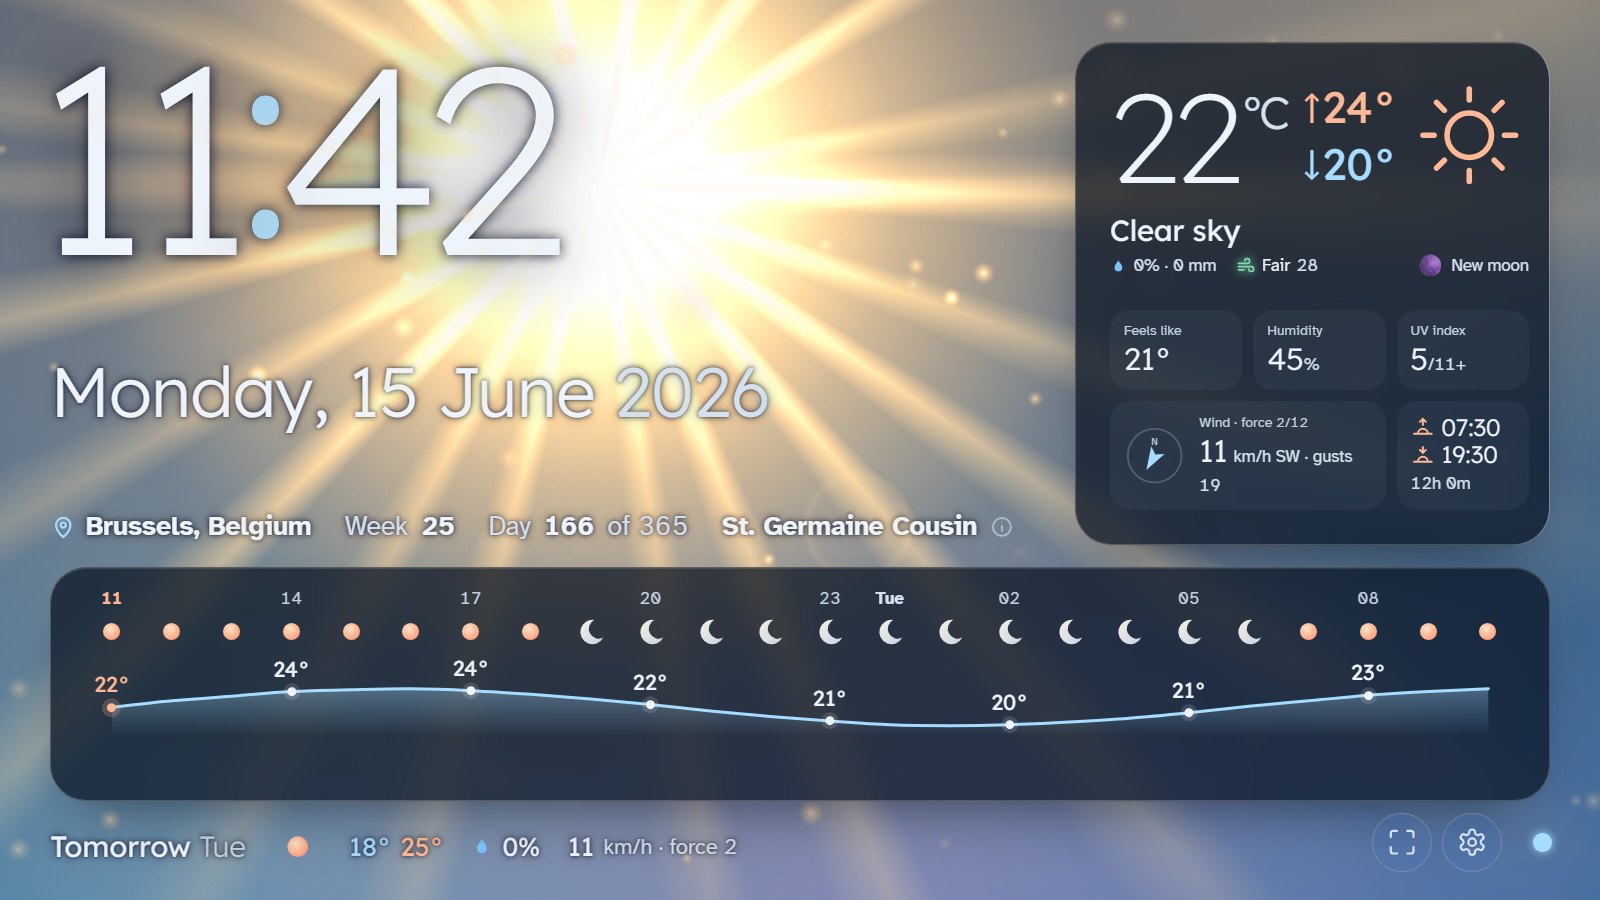 11:42
22°C ↑24° ↓20°
Clear sky
0% · 0 mm Fair 28 New moon
Feels like
21°
Humidity
45%
UV index
5/11+
N
Wind · force 2/12
11 km/h SW · gusts
19
07:30
19:30
12h 0m
Monday, 15 June 2026
Brussels, Belgium Week 25 Day 166 of 365 St. Germaine Cousin
11 14 17 20 23 Tue 02 05 08
22° 24° 24° 22° 21° 20° 21° 23°
Tomorrow Tue 18° 25° 0% 11 km/h · force 2